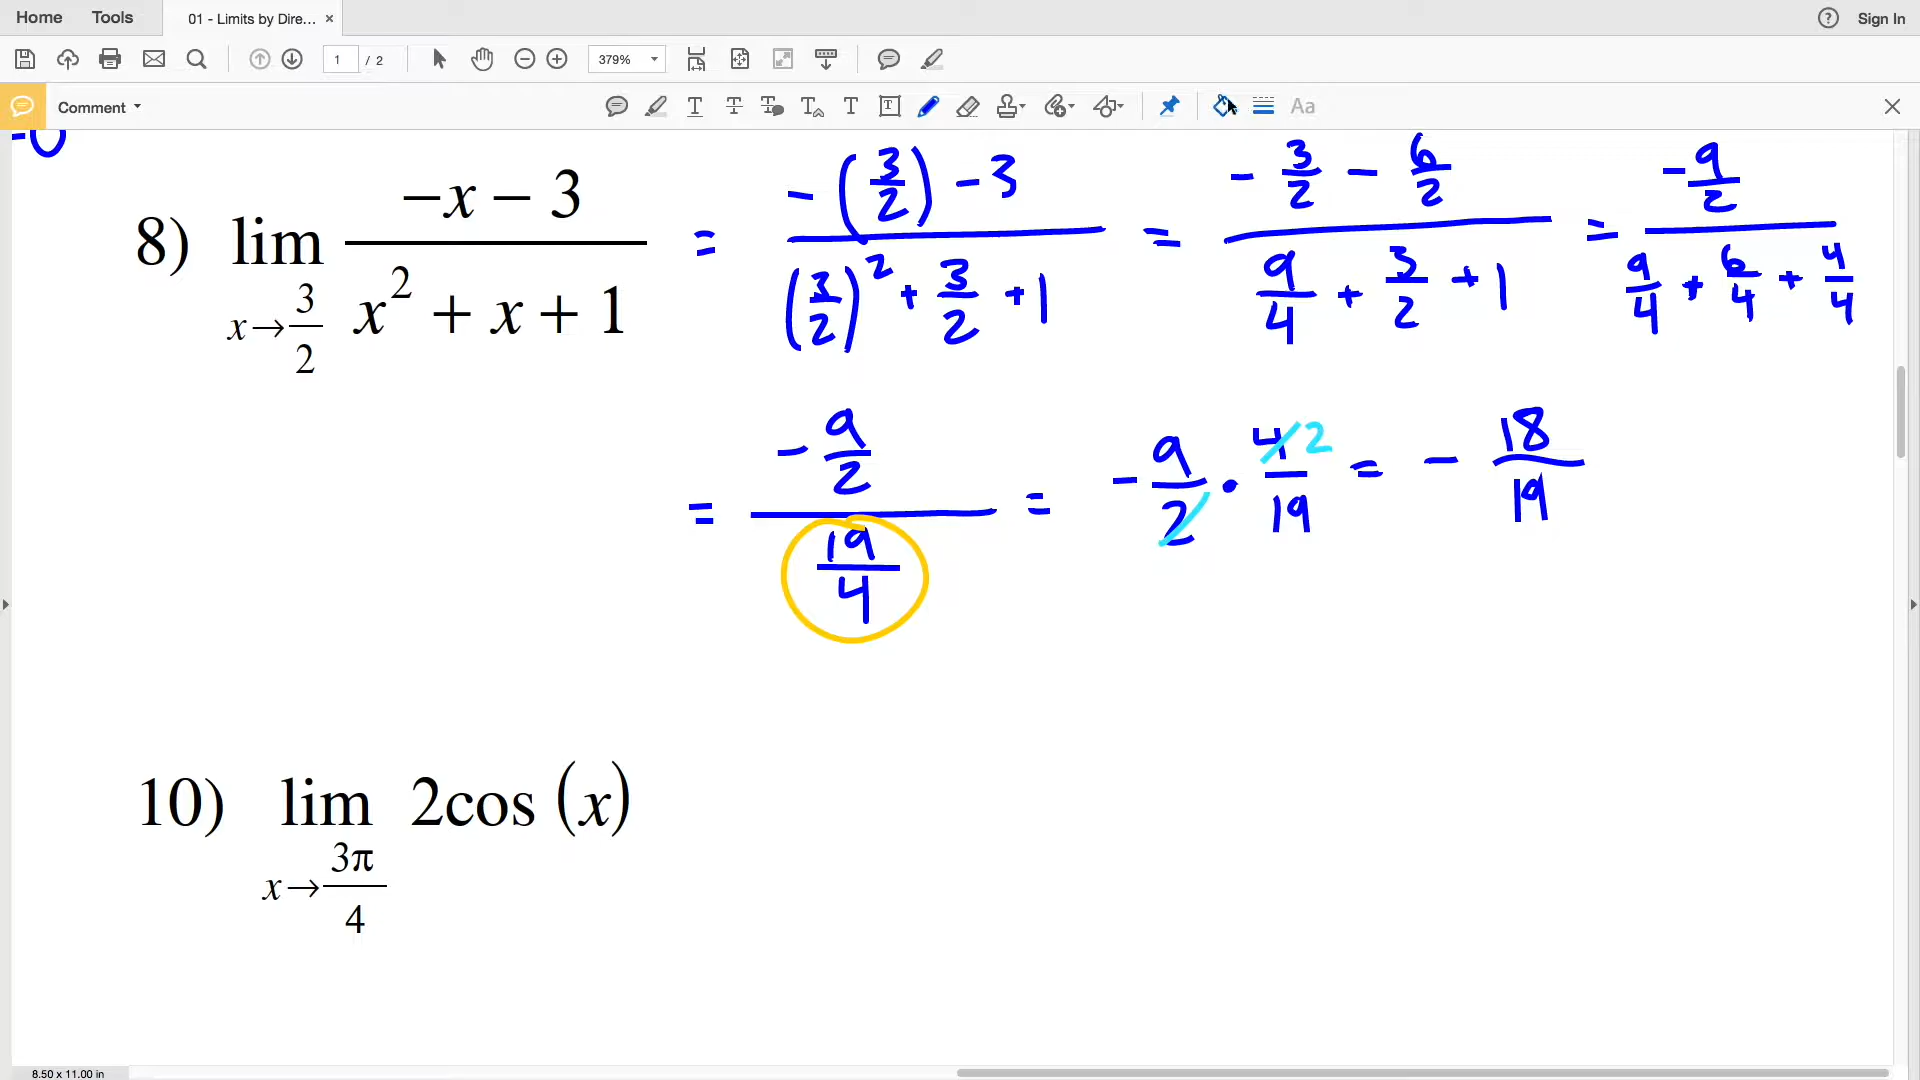 Home Tools 01 - Limits by Dire... × ? Sign In
1 / 2 379%
Comment T T T T T T Aa
-0
8) lim x→3/2 (−x − 3)/(x² + x + 1) = (-(3/2) - 3)/((3/2)² + 3/2 + 1) = (-3/2 - 6/2)/(9/4 + 3/2 + 1) = (-9/2)/(9/4 + 6/4 + 4/4)
= (-9/2)/(19/4) = -9/2 · 4/19 2 = -18/19
10) lim x→3π/4 2cos (x)
8.50 x 11.00 in